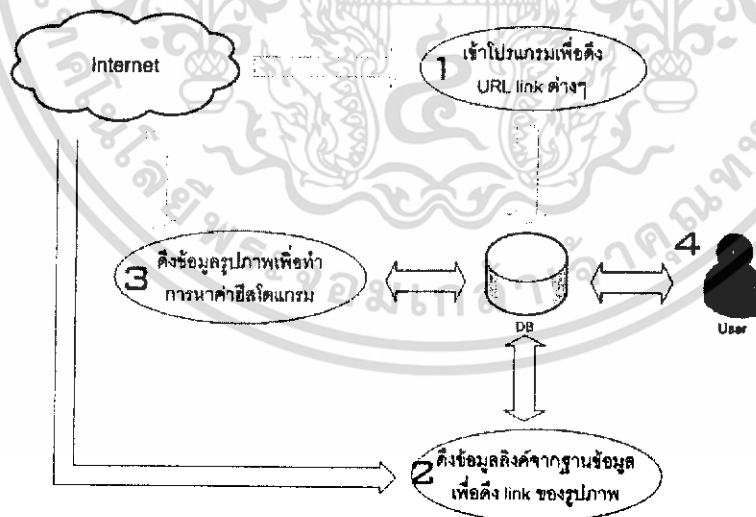 Internet
1 เข้าโปรแกรมเพื่อดึง
URL link ต่างๆ
3 ดึงข้อมูลรูปภาพเพื่อทำ
การหาค่าฮีสโตแกรม
DB
4
User
2 ดึงข้อมูลลิงค์จากฐานข้อมูล
เพื่อดึง link ของรูปภาพ